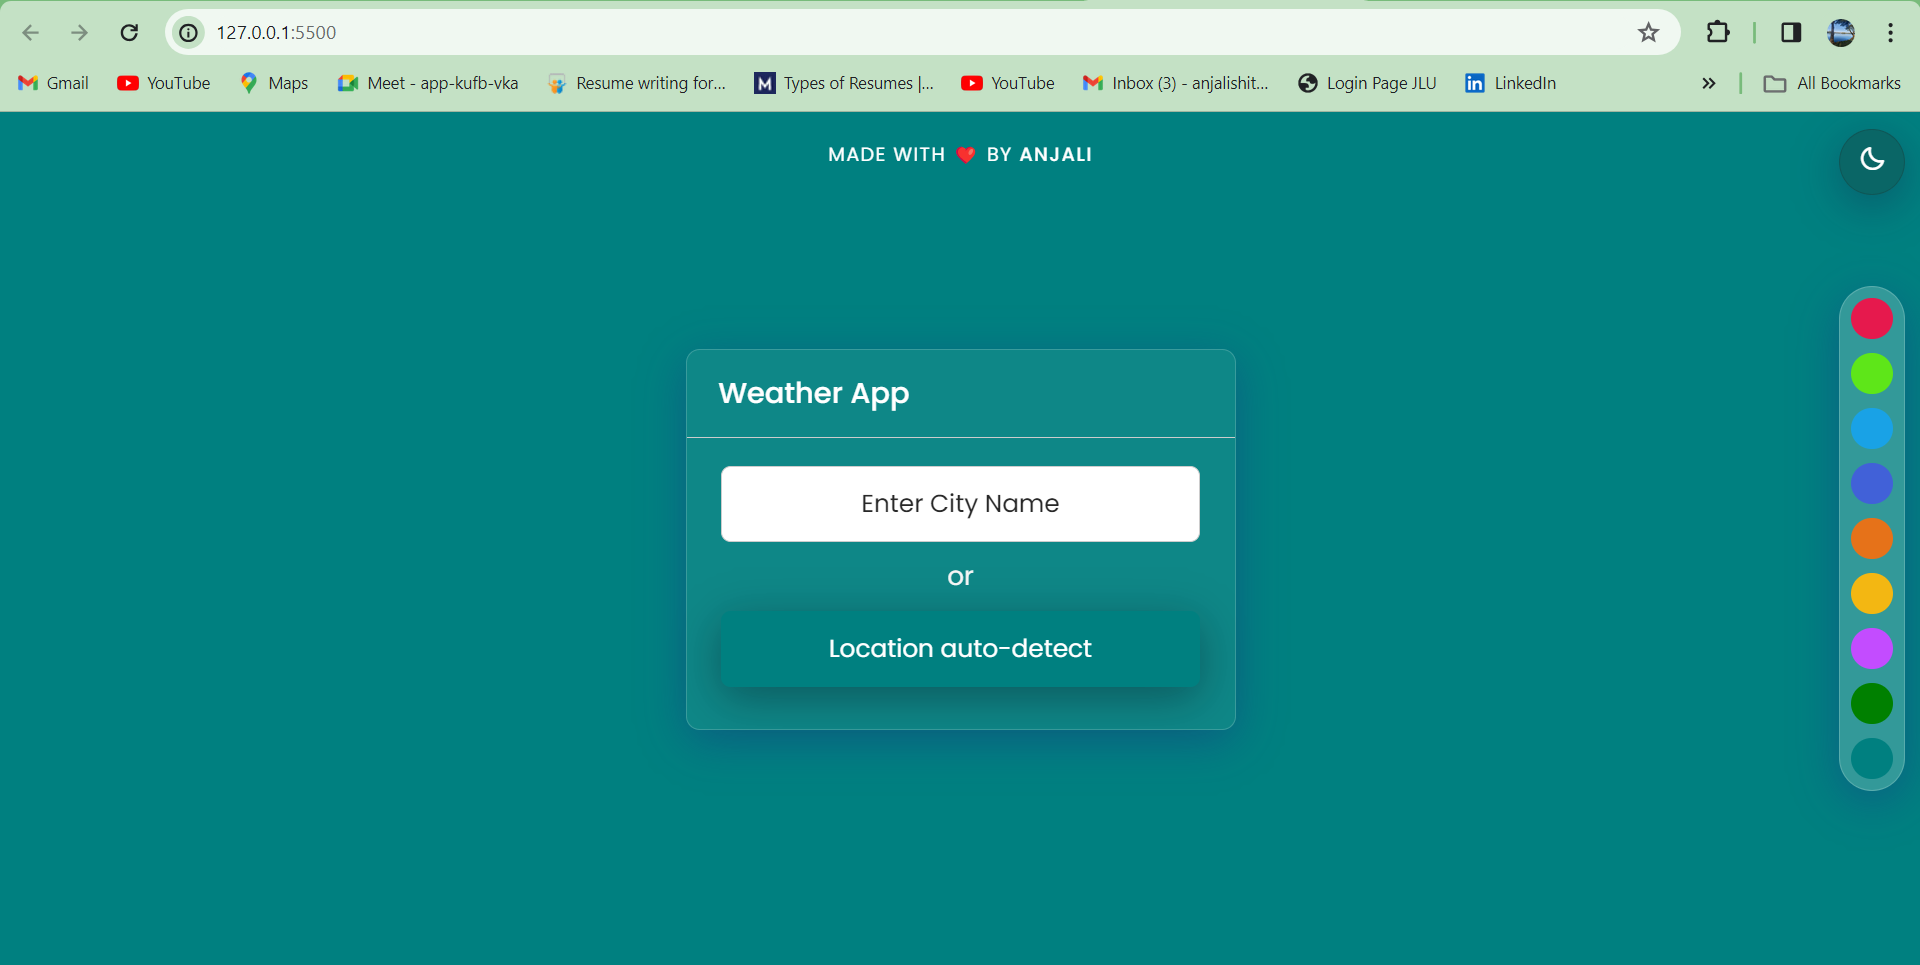 127.0.0.1:5500
Gmail YouTube Maps Meet - app-kufb-vka Resume writing for... Types of Resumes |... YouTube Inbox (3) - anjalishit... Login Page JLU LinkedIn » All Bookmarks
MADE WITH ❤️ BY ANJALI
Weather App
Enter City Name
or
Location auto-detect